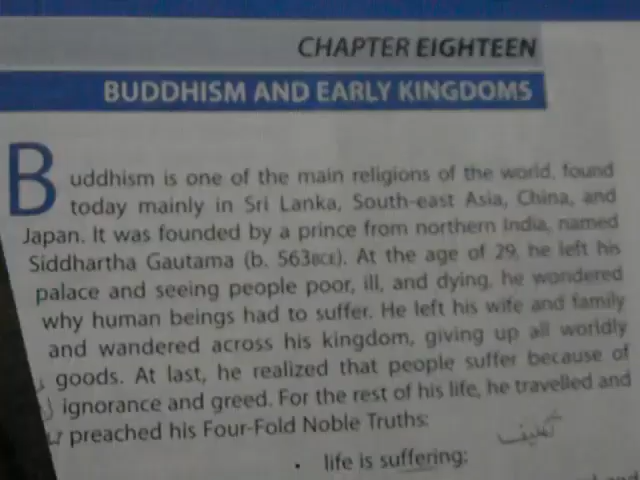 CHAPTER EIGHTEEN
BUDDHISM AND EARLY KINGDOMS
Buddhism is one of the main religions of the world, found
today mainly in Sri Lanka, South-east Asia, China, and
Japan. It was founded by a prince from northern India, named
Siddhartha Gautama (b. 563BCE). At the age of 29, he left his
palace and seeing people poor, ill, and dying, he wondered
why human beings had to suffer. He left his wife and family
and wandered across his kingdom, giving up all worldly
goods. At last, he realized that people suffer because of
ignorance and greed. For the rest of his life, he travelled and
preached his Four-Fold Noble Truths:
• life is suffering;